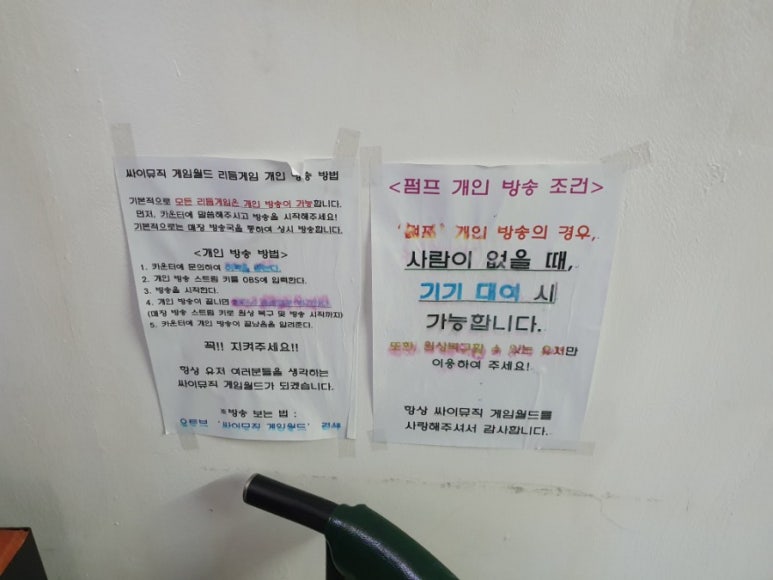 싸이뮤직 게임월드 리듬게임 개인 방송 방법
기본적으로 모든 리듬게임은 개인 방송이 가능합니다.
먼저, 카운터에 말씀해주시고 방송을 시작해주세요!
기본적으로는 매장 방송국을 통하여 상시 방송합니다.
<개인 방송 방법>
1. 카운터에 문의하여
2. 개인 방송 스트림 키를 OBS에 입력한다.
3. 방송을 시작한다.
4. 개인 방송이 끝나면
(매장 방송 스트림 키로 원상 복구 및 방송 시작까지)
5. 카운터에 개인 방송이 끝났음을 알려준다.
꼭!! 지켜주세요!!
항상 유저 여러분들을 생각하는
싸이뮤직 게임월드가 되겠습니다.
※방송 보는 법 :
유튜브 '싸이뮤직 게임월드' 검색
<펌프 개인 방송 조건>
'펌프' 개인 방송의 경우,
사람이 없을 때,
기기 대여 시
가능합니다.
또한, 원상복구할 수 있는 유저만
이용하여 주세요!
항상 싸이뮤직 게임월드를
사랑해주셔서 감사합니다.